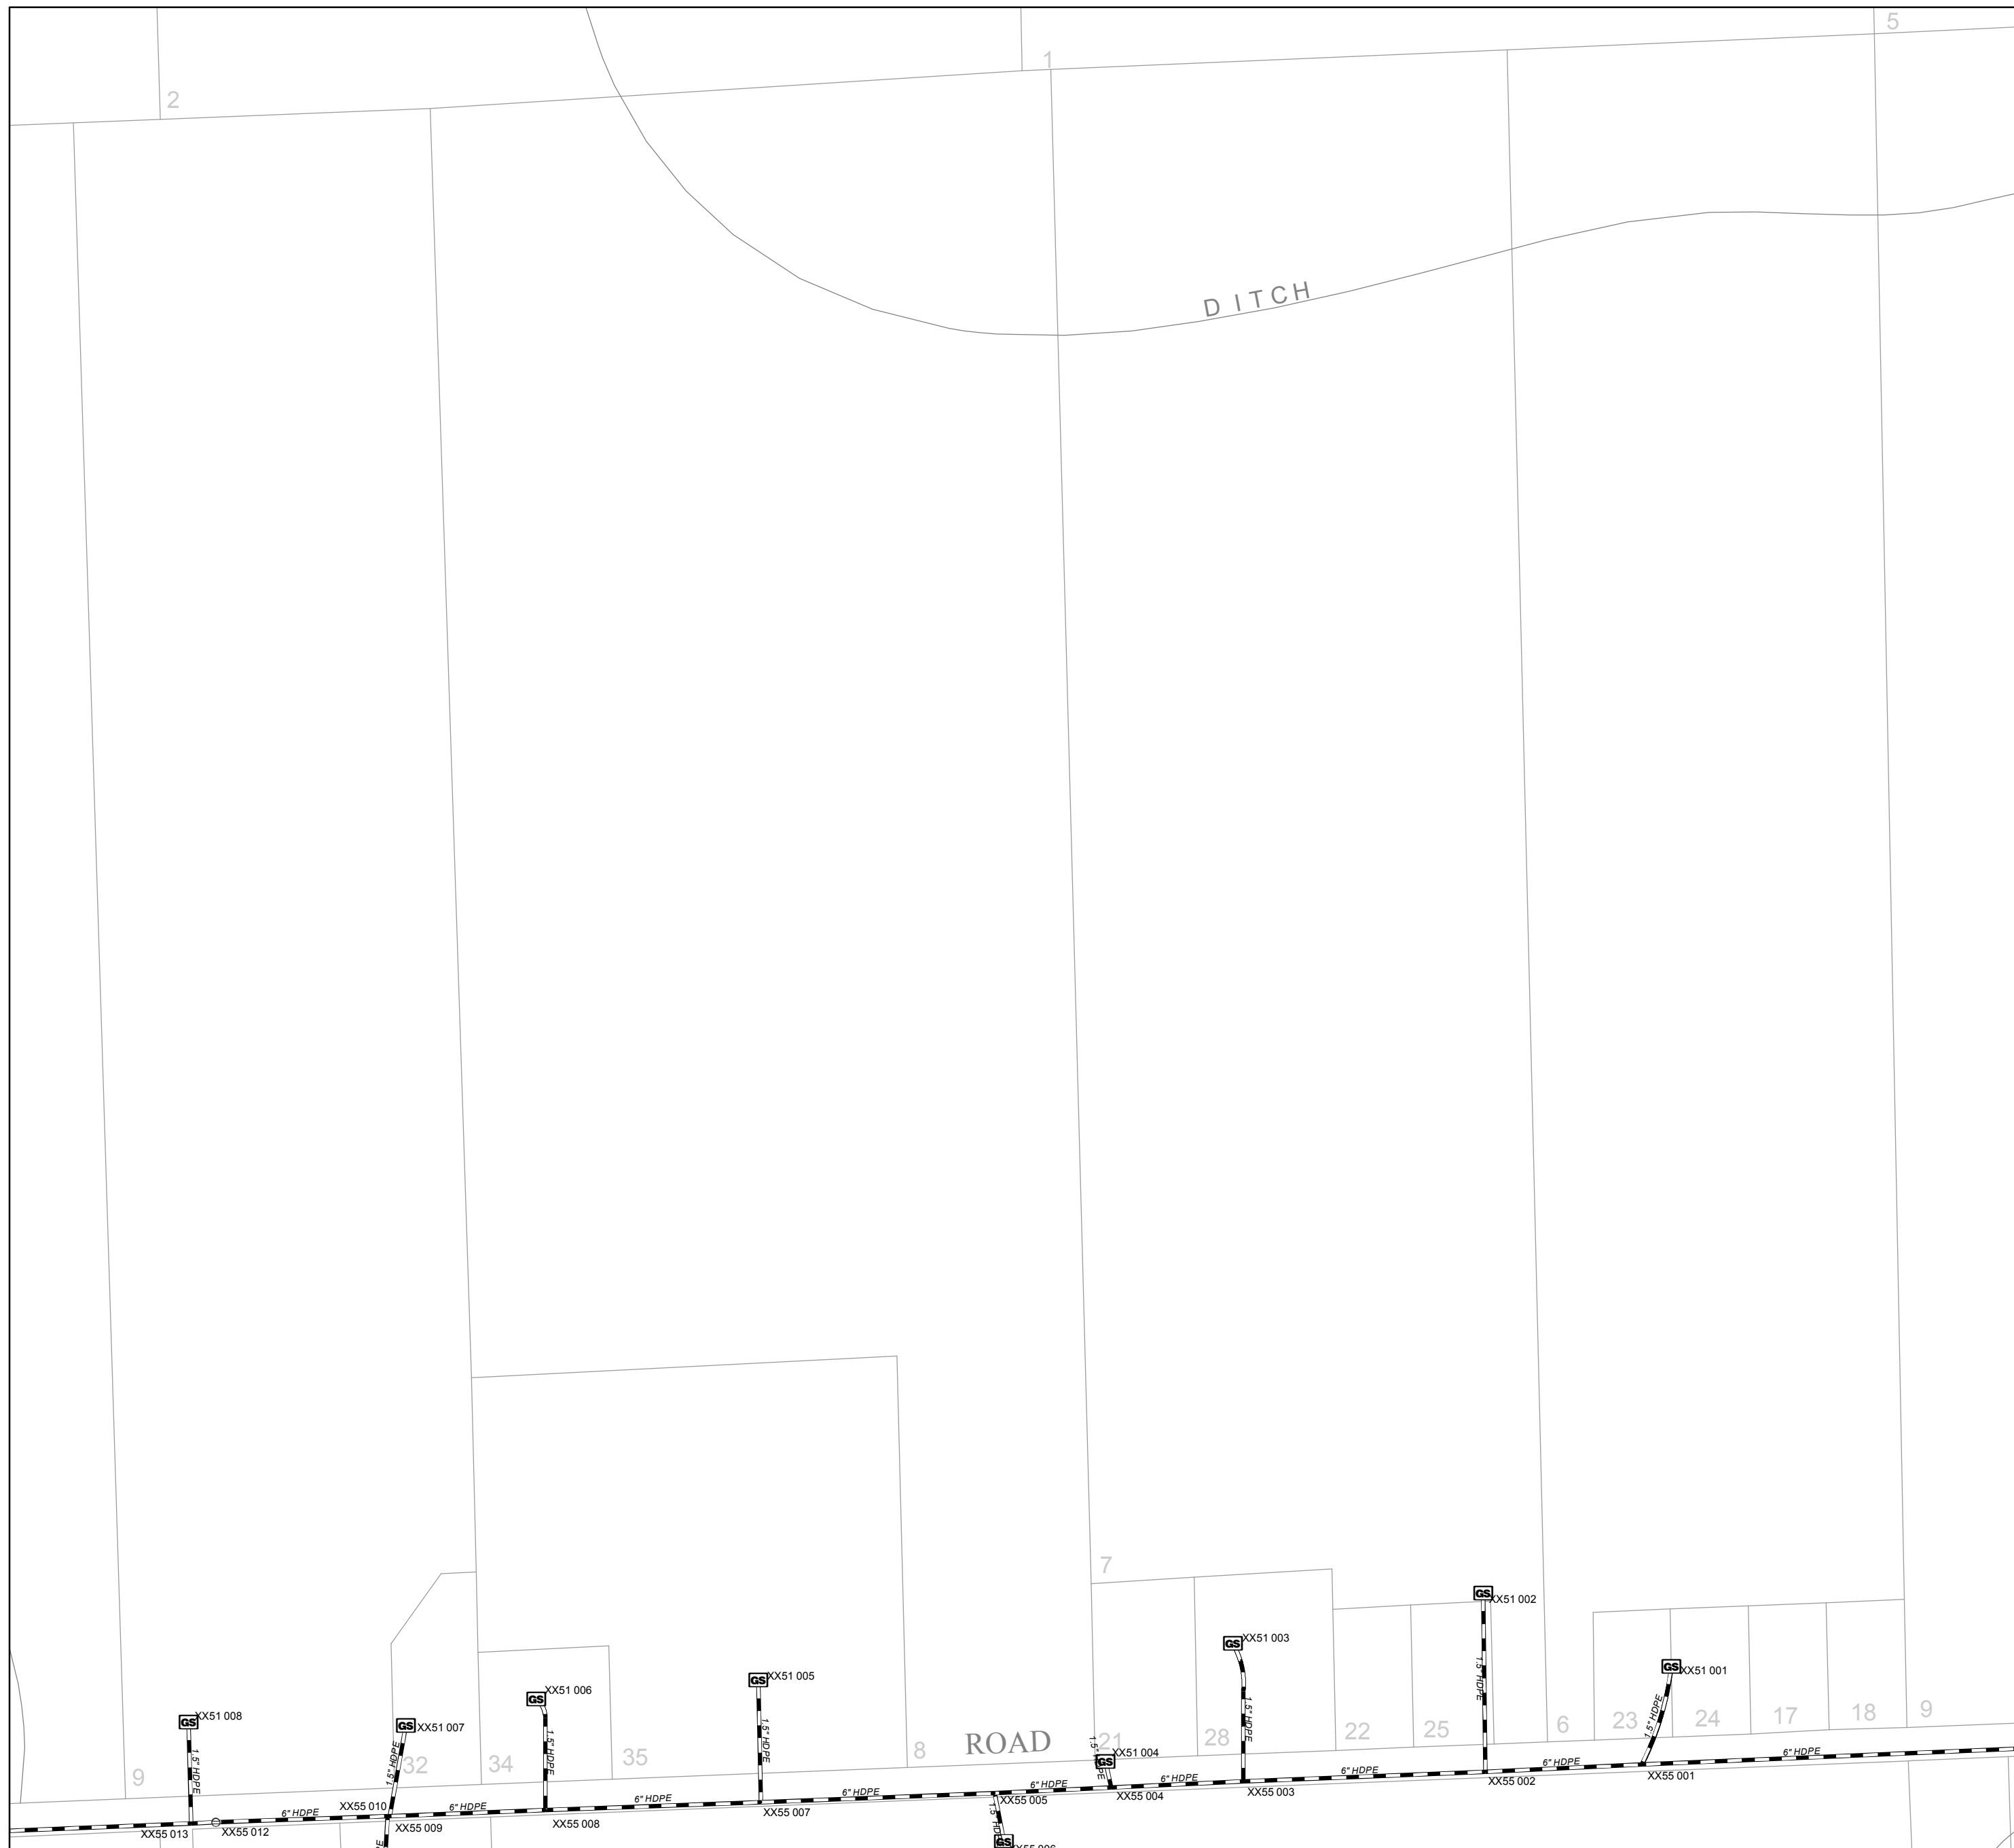 5
1
2
DITCH
7
GS XX51 002
1.5" HDPE
GS XX51 003
1.5" HDPE
GS XX51 001
1.5" HDPE
GS XX51 005
1.5" HDPE
GS XX51 006
1.5" HDPE
GS XX51 008
1.5" HDPE
GS XX51 007
1.5" HDPE
GS XX51 004
9
32
34
35
8
ROAD
21
28
22
25
6
23
24
17
18
9
6" HDPE
6" HDPE
6" HDPE
6" HDPE
6" HDPE
6" HDPE
6" HDPE
6" HDPE
6" HDPE
XX55 013
XX55 012
XX55 010
XX55 009
XX55 008
XX55 007
XX55 005
XX55 004
XX55 003
XX55 002
XX55 001
GS